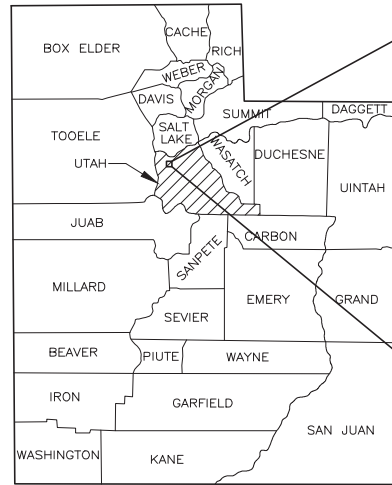 CACHE
BOX ELDER
RICH
WEBER
MORGAN
DAVIS
SUMMIT
DAGGETT
TOOELE
SALT
LAKE
WASATCH
DUCHESNE
UTAH
UINTAH
JUAB
CARBON
SANPETE
MILLARD
EMERY
GRAND
SEVIER
BEAVER
PIUTE
WAYNE
IRON
GARFIELD
SAN JUAN
WASHINGTON
KANE